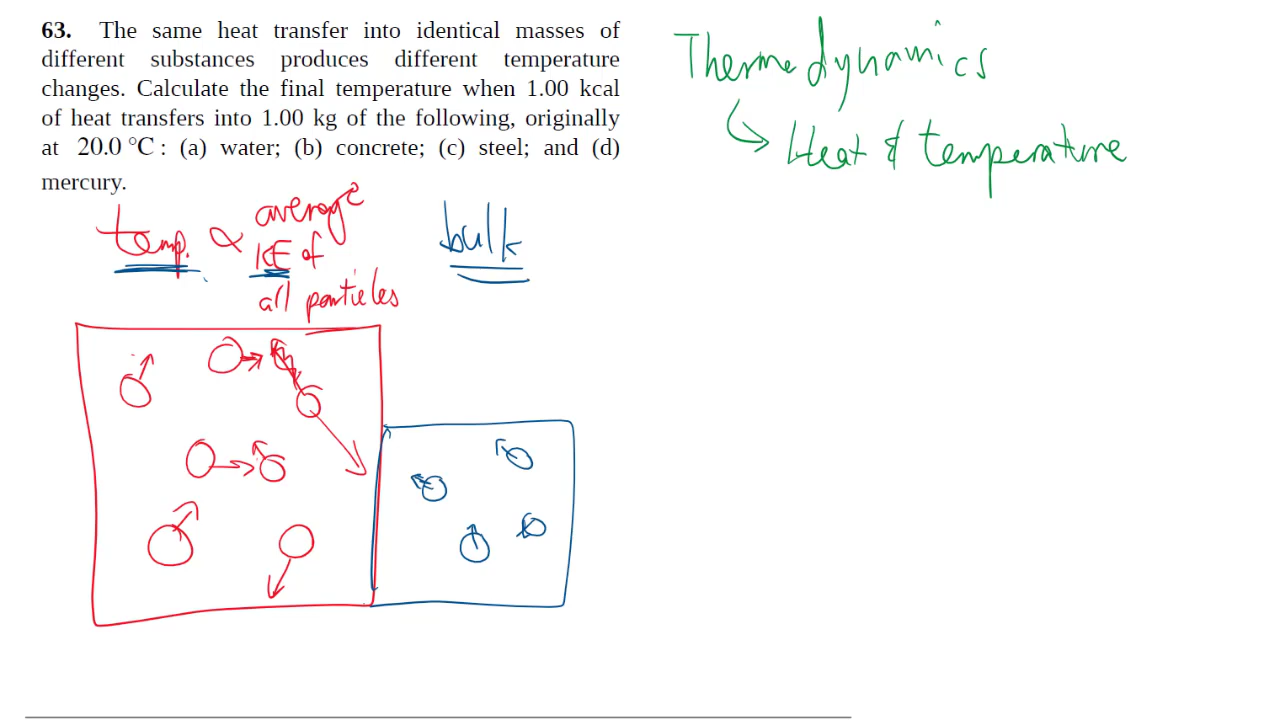 63. The same heat transfer into identical masses of
different substances produces different temperature
changes. Calculate the final temperature when 1.00 kcal
of heat transfers into 1.00 kg of the following, originally
at 20.0 °C : (a) water; (b) concrete; (c) steel; and (d)
mercury.
Thermodynamics
↳ Heat & temperature
temp. ∝ average
KE of
all particles
bulk